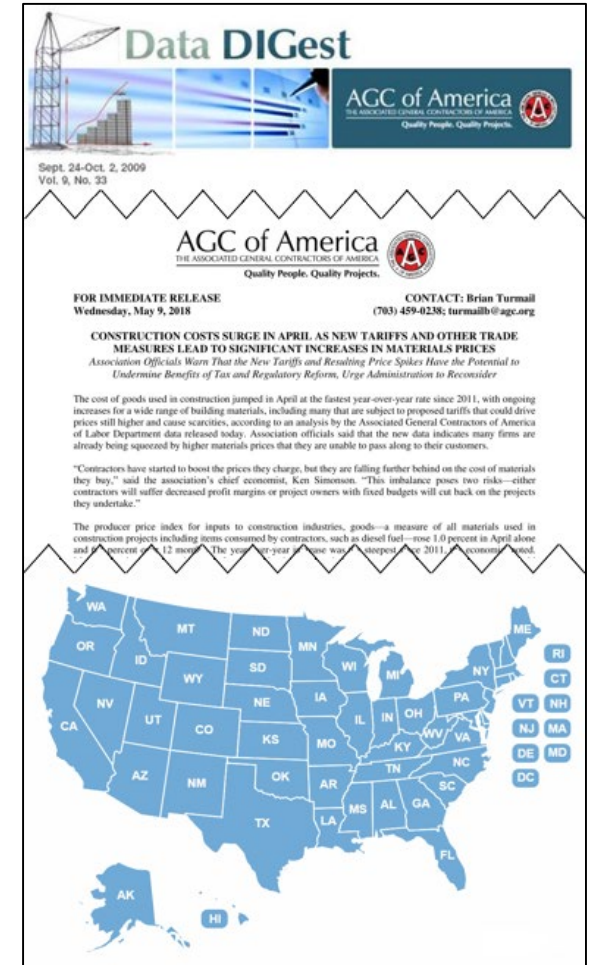 Data DIGest
AGC of America
THE ASSOCIATED GENERAL CONTRACTORS OF AMERICA
Quality People. Quality Projects.
Sept. 24-Oct. 2, 2009
Vol. 9, No. 33
AGC of America
THE ASSOCIATED GENERAL CONTRACTORS OF AMERICA
Quality People. Quality Projects.
FOR IMMEDIATE RELEASE CONTACT: Brian Turmail
Wednesday, May 9, 2018 (703) 459-0238; turmailb@agc.org
CONSTRUCTION COSTS SURGE IN APRIL AS NEW TARIFFS AND OTHER TRADE
MEASURES LEAD TO SIGNIFICANT INCREASES IN MATERIALS PRICES
Association Officials Warn That the New Tariffs and Resulting Price Spikes Have the Potential to
Undermine Benefits of Tax and Regulatory Reform, Urge Administration to Reconsider
The cost of goods used in construction jumped in April at the fastest year-over-year rate since 2011, with ongoing
increases for a wide range of building materials, including many that are subject to proposed tariffs that could drive
prices still higher and cause scarcities, according to an analysis by the Associated General Contractors of America
of Labor Department data released today. Association officials said that the new data indicates many firms are
already being squeezed by higher materials prices that they are unable to pass along to their customers.
“Contractors have started to boost the prices they charge, but they are falling further behind on the cost of materials
they buy,” said the association’s chief economist, Ken Simonson. “This imbalance poses two risks—either
contractors will suffer decreased profit margins or project owners with fixed budgets will cut back on the projects
they undertake.”
The producer price index for inputs to construction industries, goods—a measure of all materials used in
construction projects including items consumed by contractors, such as diesel fuel—rose 1.0 percent in April alone
and percent 12 The steepest 2011,
WA
MT
ND
MN
ME
OR
ID
SD
WI
MI
NY
RI
WY
CT
NV
NE
IA
PA
VT NH
CA
UT
CO
IL
IN
OH
NJ MA
KS
MO
WV
VA
KY
DE MD
AZ
NM
OK
AR
TN
NC
DC
SC
TX
LA
MS
AL
GA
FL
AK
HI